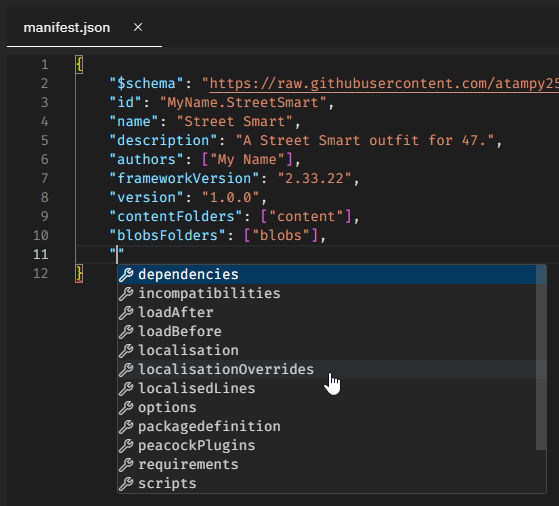 manifest.json ×
1 {
2 "$schema": "https://raw.githubusercontent.com/atampy25
3 "id": "MyName.StreetSmart",
4 "name": "Street Smart",
5 "description": "A Street Smart outfit for 47.",
6 "authors": ["My Name"],
7 "frameworkVersion": "2.33.22",
8 "version": "1.0.0",
9 "contentFolders": ["content"],
10 "blobsFolders": ["blobs"],
11 ""
12 }
dependencies
incompatibilities
loadAfter
loadBefore
localisation
localisationOverrides
localisedLines
options
packagedefinition
peacockPlugins
requirements
scripts